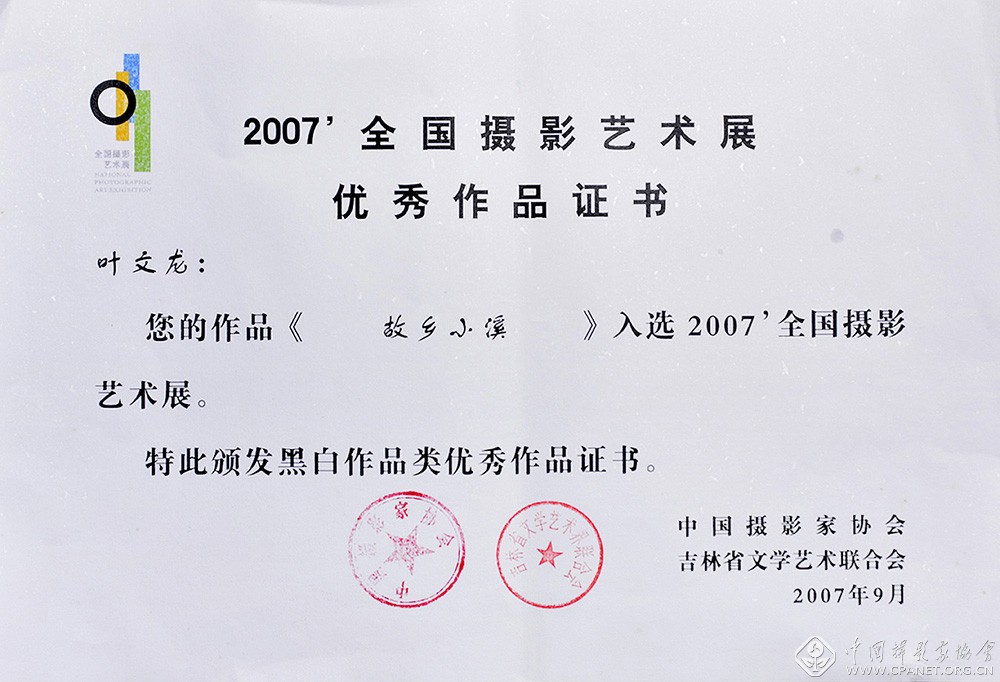 全国摄影
艺术展
NATIONAL
PHOTOGRAPHIC
ART EXHIBITION
2007’全国摄影艺术展
优秀作品证书
叶文龙：
您的作品《 故乡小溪 》入选2007’全国摄影
艺术展。
特此颁发黑白作品类优秀作品证书。
中国摄影家协会
吉林省文学艺术界联合会
中国摄影家协会
吉林省文学艺术联合会
2007年9月
中国摄影家协会
WWW.CPANET.ORG.CN